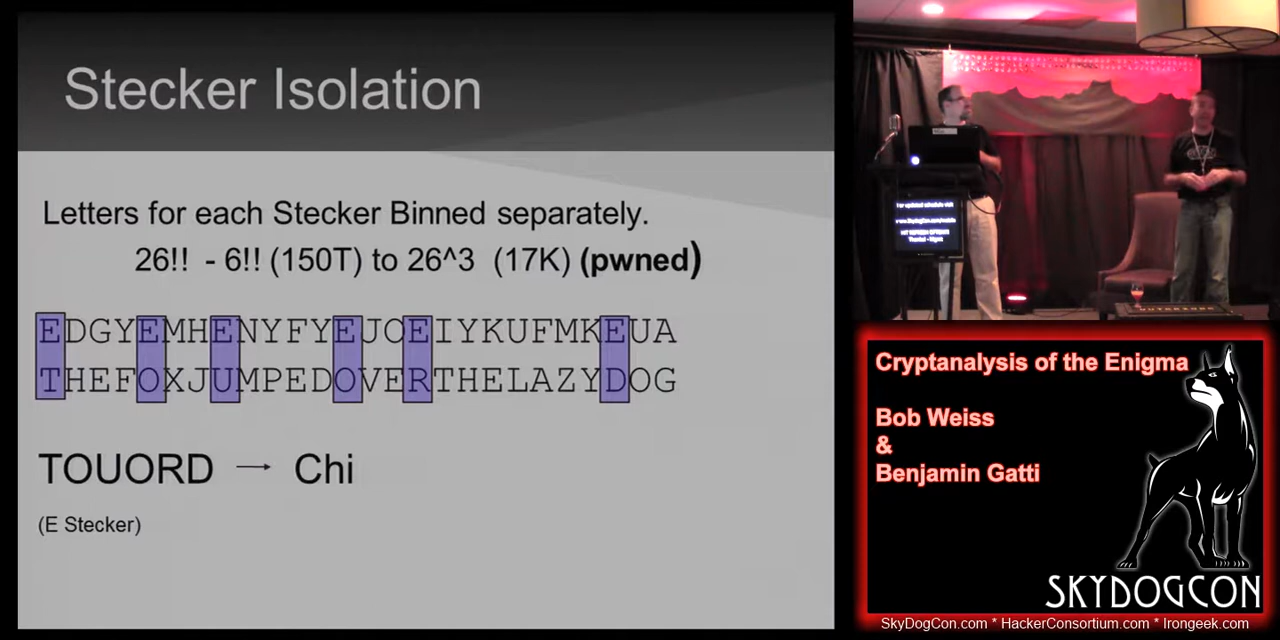 Stecker Isolation
Letters for each Stecker Binned separately.
26!! - 6!! (150T) to 26^3 (17K) (pwned)
EDGYEMHENYFYEJOEIYKUFMKEUA
THEFOXJUMPEDOVERTHELAZYDOG
TOUORD → Chi
(E Stecker)
Cryptanalysis of the Enigma
Bob Weiss
&
Benjamin Gatti
SKYDOGCON
SkyDogCon.com * HackerConsortium.com * Irongeek.com